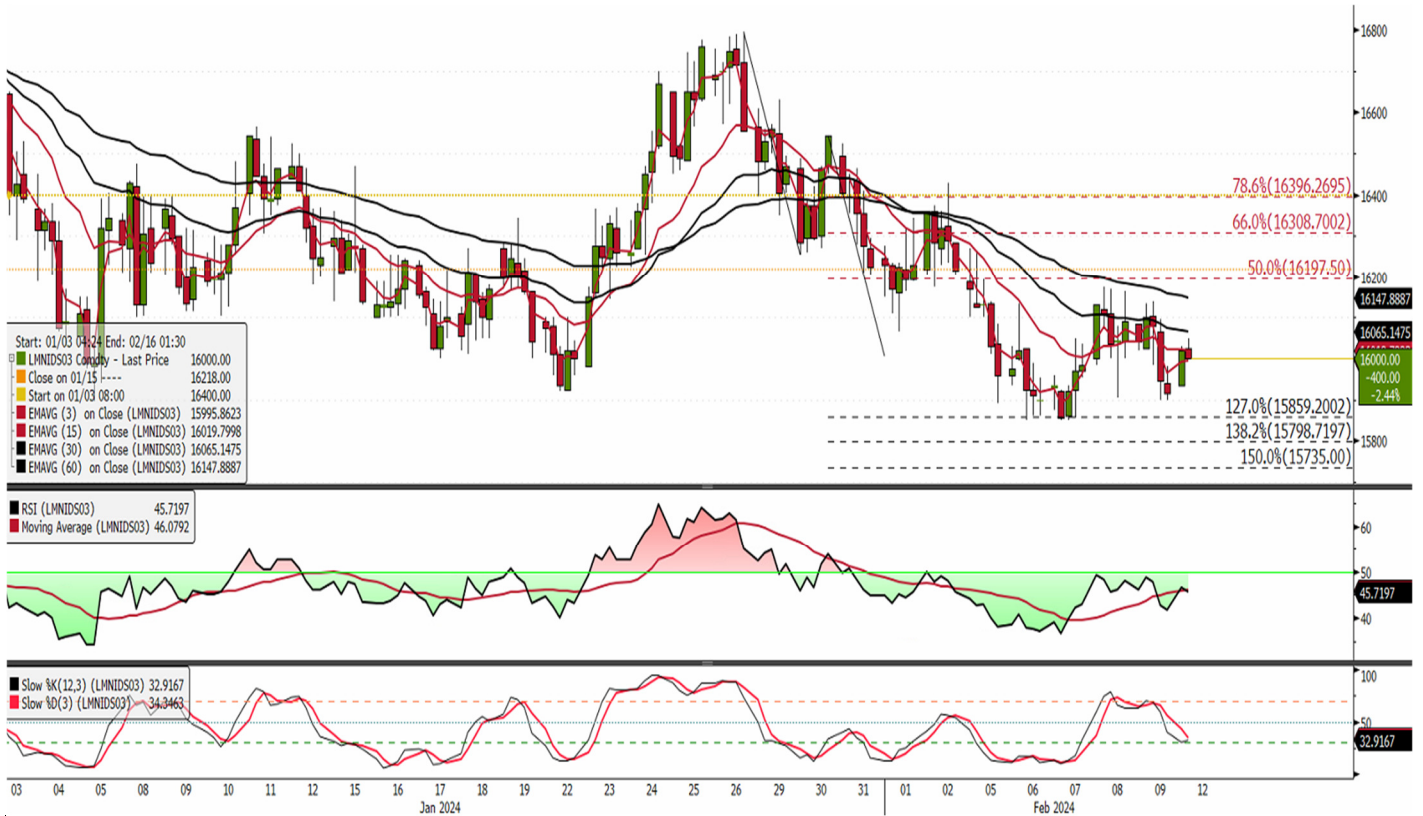 16800
16600
78.6%(16396.2695)
16400
66.0%(16308.7002)
50.0%(16197.50)
16200
16147.8887
16065.1475
16000.00
-400.00
-2.44%
127.0%(15859.2002)
138.2%(15798.7197)
15800
150.0%(15735.00)
Start: 01/03 04:24 End: 02/16 01:30
LMNIDS03 Comdty - Last Price 16000.00
Close on 01/15 ---- 16218.00
Start on 01/03 08:00 16400.00
EMAVG (3) on Close (LMNIDS03) 15995.8623
EMAVG (15) on Close (LMNIDS03) 16019.7998
EMAVG (30) on Close (LMNIDS03) 16065.1475
EMAVG (60) on Close (LMNIDS03) 16147.8887
RSI (LMNIDS03) 45.7197
Moving Average (LMNIDS03) 46.0792
60
50
45.7197
40
Slow %K(12,3) (LMNIDS03) 32.9167
Slow %D(3) (LMNIDS03) 34.3463
100
50
32.9167
03 04 05 08 09 10 11 12 15 16 17 18 19 22 23 24 25 26 29 30 31 01 02 05 06 07 08 09 12
Jan 2024 Feb 2024